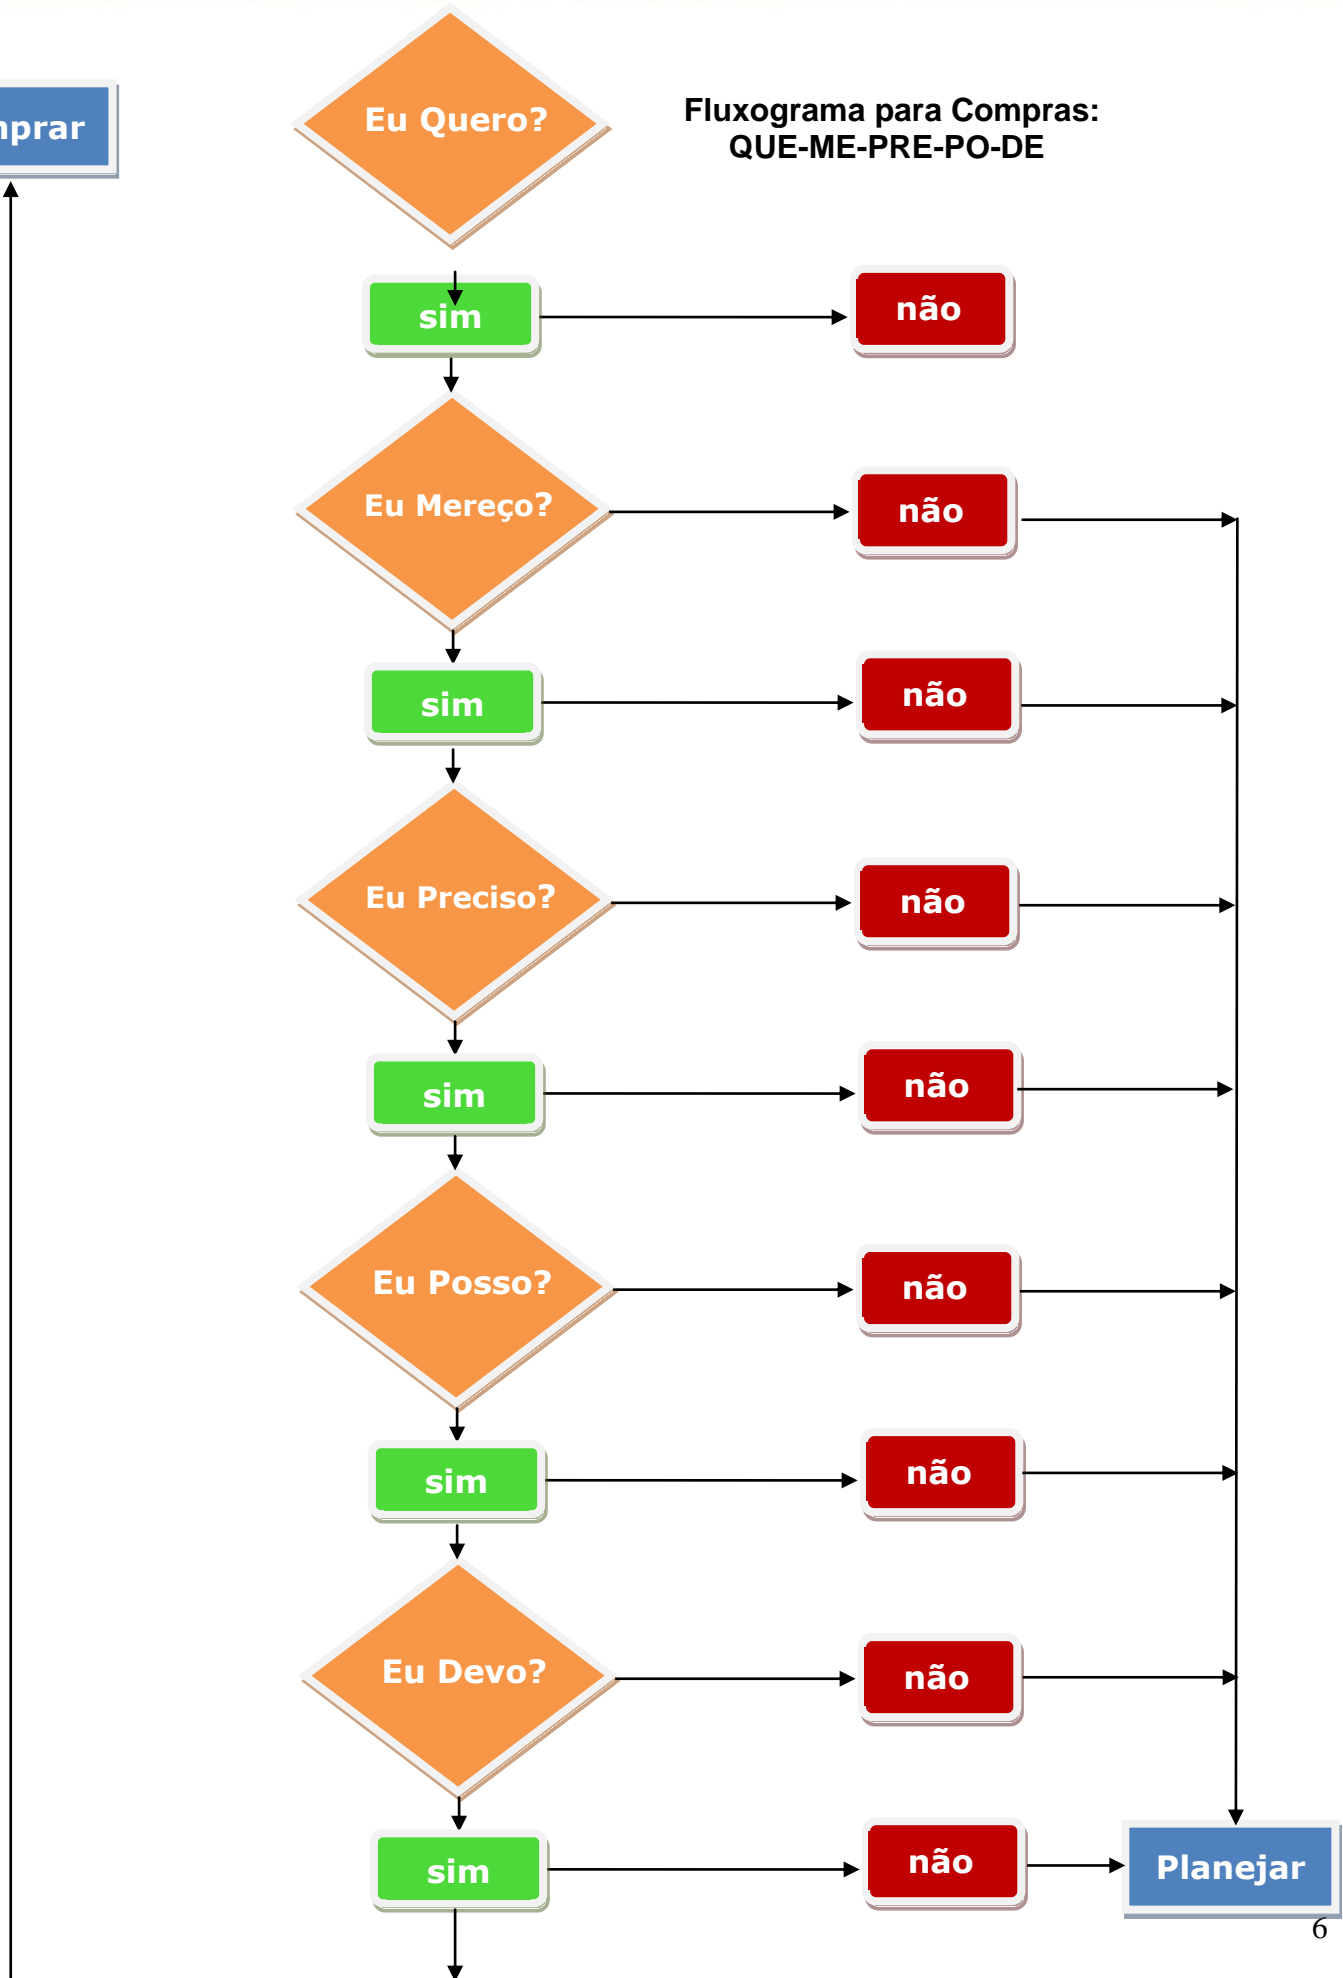 Eu Quero?
Fluxograma para Compras:
QUE-ME-PRE-PO-DE
mprar
sim
não
Eu Mereço?
não
sim
não
Eu Preciso?
não
sim
não
Eu Posso?
não
sim
não
Eu Devo?
não
sim
não
Planejar
6